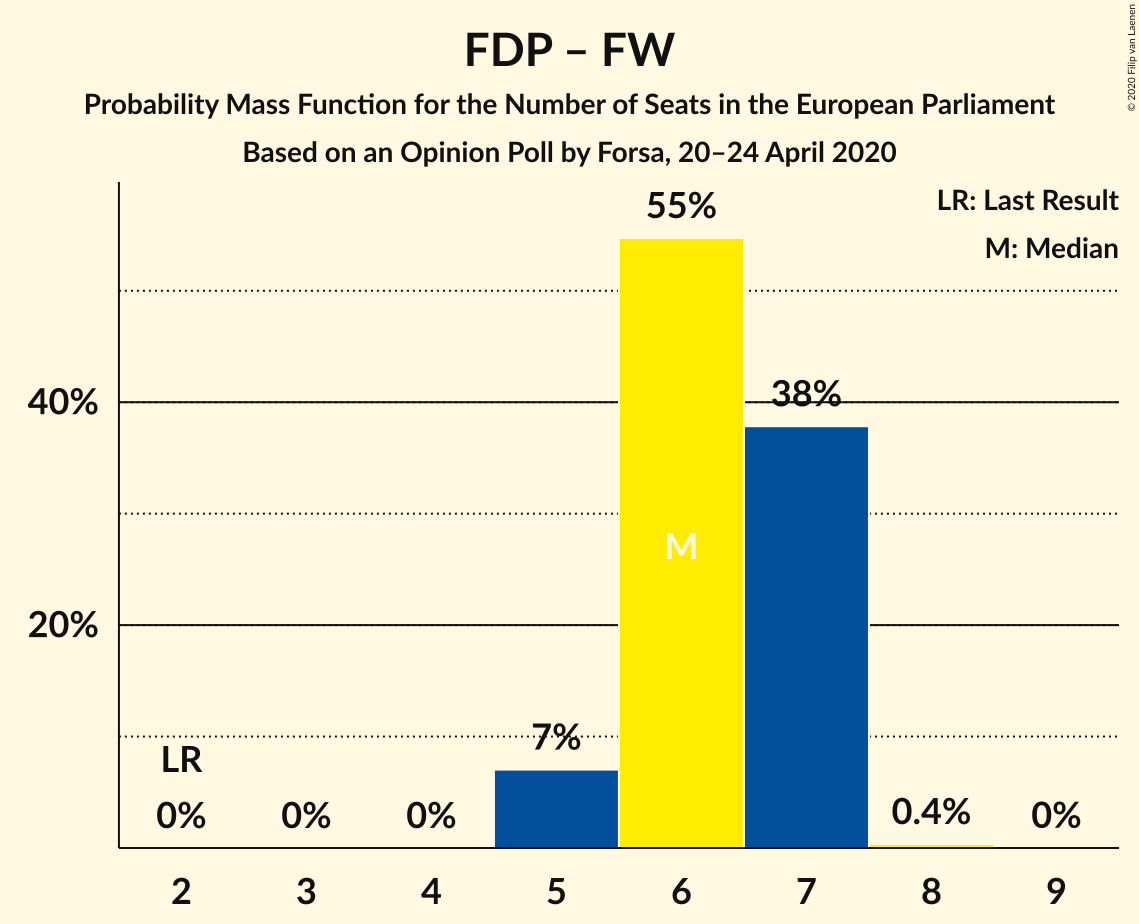 FDP – FW
Probability Mass Function for the Number of Seats in the European Parliament
Based on an Opinion Poll by Forsa, 20–24 April 2020
© 2020 Filip van Laenen
LR: Last Result
M: Median
55%
40%
38%
M
20%
7%
LR
0%
0%
0%
0.4%
0%
2 3 4 5 6 7 8 9